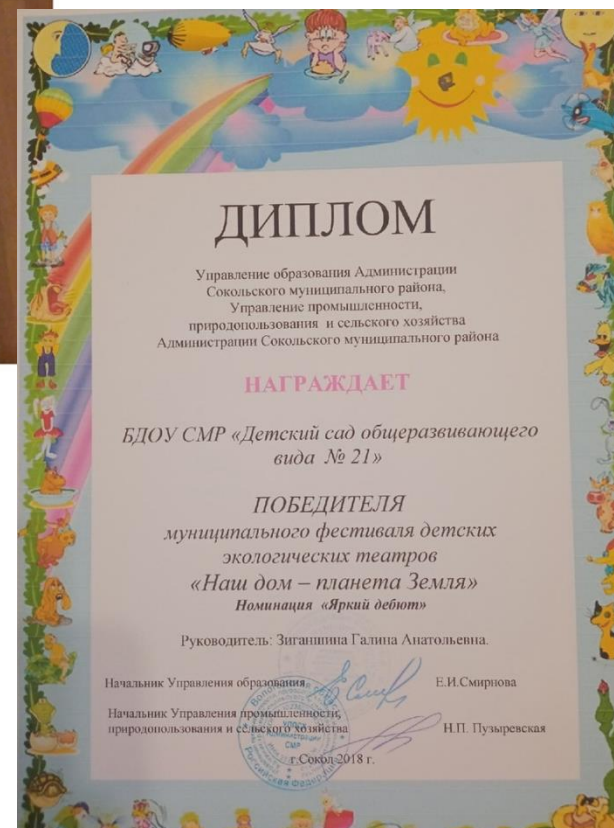 ДИПЛОМ
Управление образования Администрации
Сокольского муниципального района,
Управление промышленности,
природопользования и сельского хозяйства
Администрации Сокольского муниципального района
НАГРАЖДАЕТ
БДОУ СМР «Детский сад общеразвивающего
вида № 21»
ПОБЕДИТЕЛЯ
муниципального фестиваля детских
экологических театров
«Наш дом – планета Земля»
Номинация «Яркий дебют»
Руководитель: Зиганшина Галина Анатольевна.
Начальник Управления образования
Е.И.Смирнова
Начальник Управления промышленности,
природопользования и сельского хозяйства
Н.П. Пузыревская
г.Сокол 2018 г.